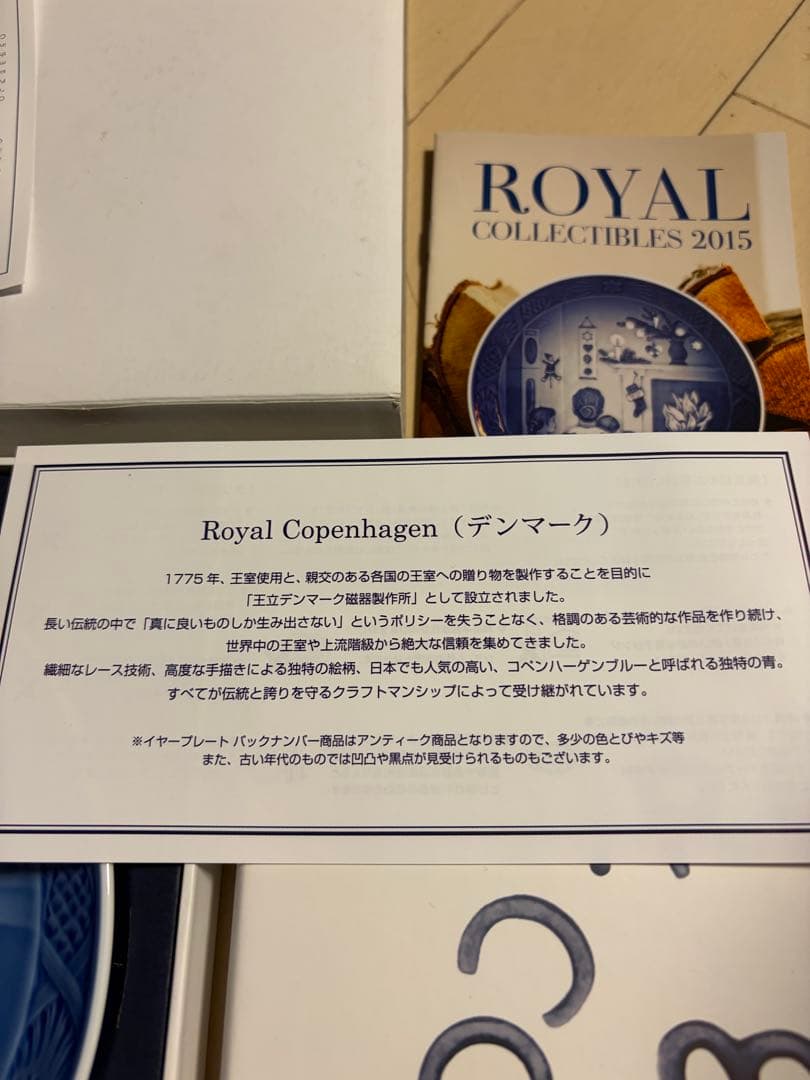 ROYAL
COLLECTIBLES 2015
Royal Copenhagen（デンマーク）
1775年、王室使用と、親交のある各国の王室への贈り物を製作することを目的に
「王立デンマーク磁器製作所」として設立されました。
長い伝統の中で「真に良いものしか生み出さない」というポリシーを失うことなく、格調のある芸術的な作品を作り続け、
世界中の王室や上流階級から絶大な信頼を集めてきました。
繊細なレース技術、高度な手描きによる独特の絵柄、日本でも人気の高い、コペンハーゲンブルーと呼ばれる独特の青。
すべてが伝統と誇りを守るクラフトマンシップによって受け継がれています。
※イヤープレート バックナンバー商品はアンティーク商品となりますので、多少の色とびやキズ等
また、古い年代のものでは凹凸や黒点が見受けられるものもございます。